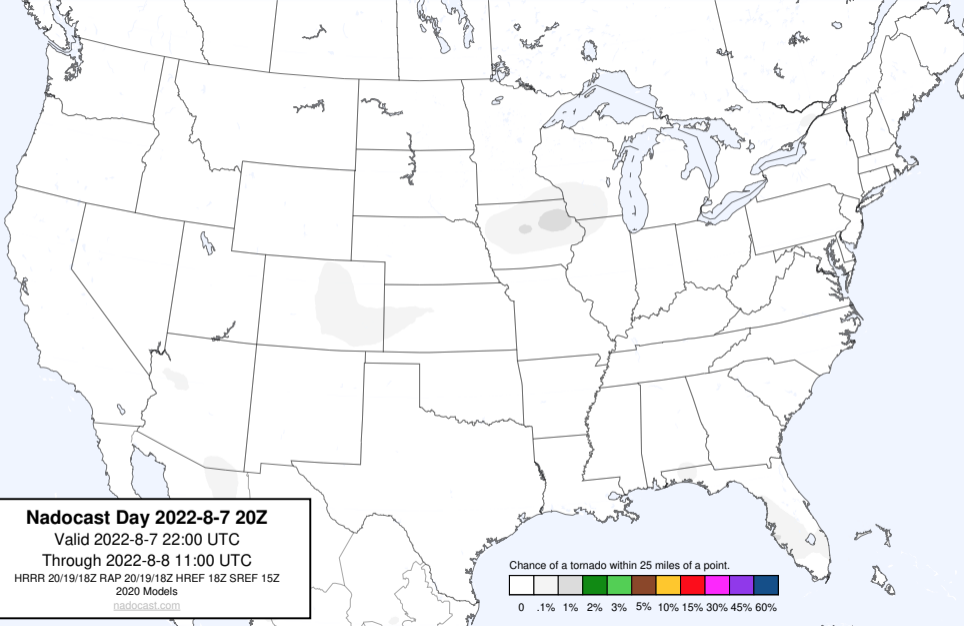 Nadocast Day 2022-8-7 20Z
Valid 2022-8-7 22:00 UTC
Through 2022-8-8 11:00 UTC
HRRR 20/19/18Z RAP 20/19/18Z HREF 18Z SREF 15Z
2020 Models
nadocast.com
Chance of a tornado within 25 miles of a point.
0 .1% 1% 2% 3% 5% 10% 15% 30% 45% 60%